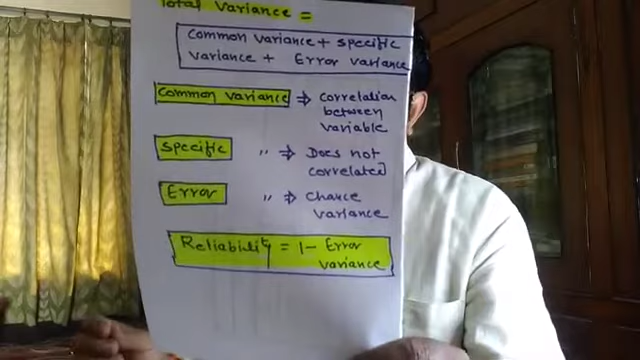 Total Variance =
Common variance + specific
variance + Error variance
Common variance ⇒ correlation
between
variable
specific " ⇒ Does not
correlated
Error " ⇒ chance
variance
Reliability = 1- Error
variance